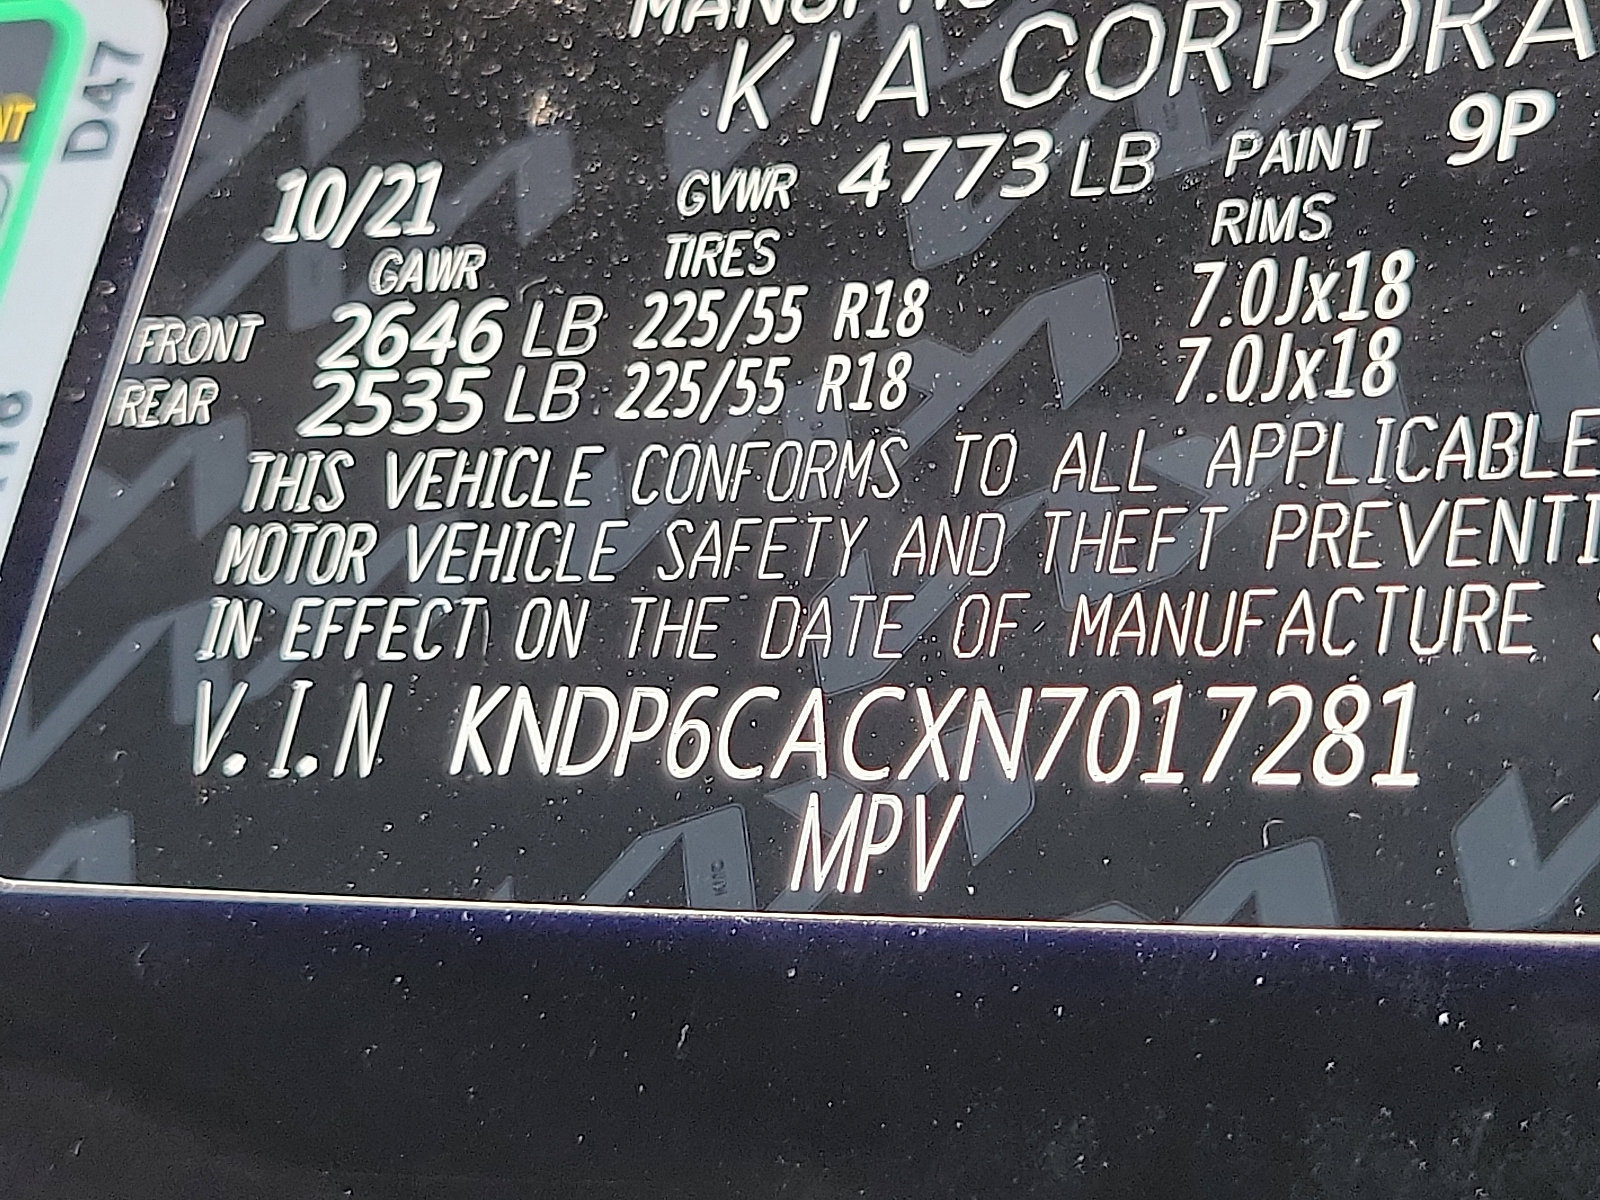 MANUFAC
KIA CORPORA
10/21 GVWR 4773 LB PAINT 9P
GAWR TIRES RIMS
FRONT 2646 LB 225/55 R18 7.0Jx18
REAR 2535 LB 225/55 R18 7.0Jx18
THIS VEHICLE CONFORMS TO ALL APPLICABLE
MOTOR VEHICLE SAFETY AND THEFT PREVENTI
IN EFFECT ON THE DATE OF MANUFACTURE
V.I.N KNDP6CACXN7017281
MPV
D47
NT